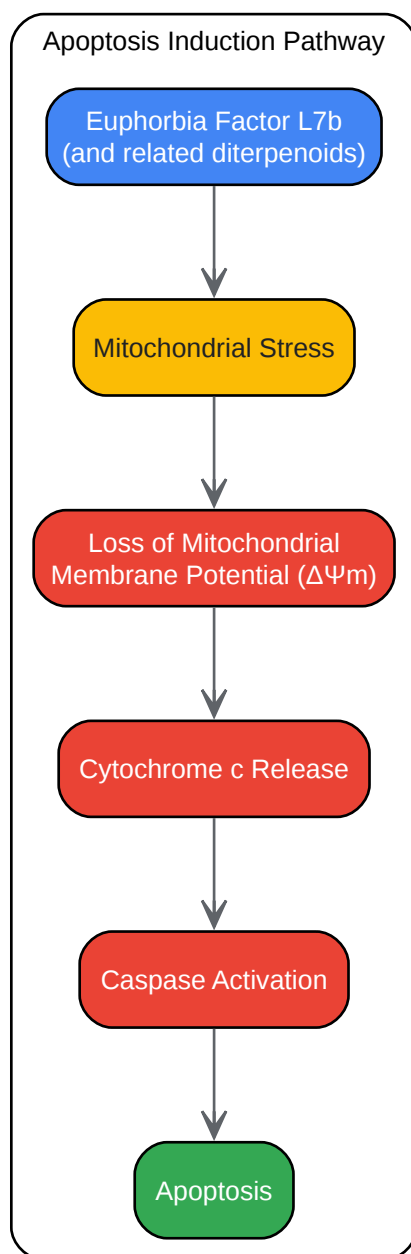 Apoptosis Induction Pathway
Euphorbia Factor L7b
(and related diterpenoids)
Mitochondrial Stress
Loss of Mitochondrial
Membrane Potential (ΔΨm)
Cytochrome c Release
Caspase Activation
Apoptosis